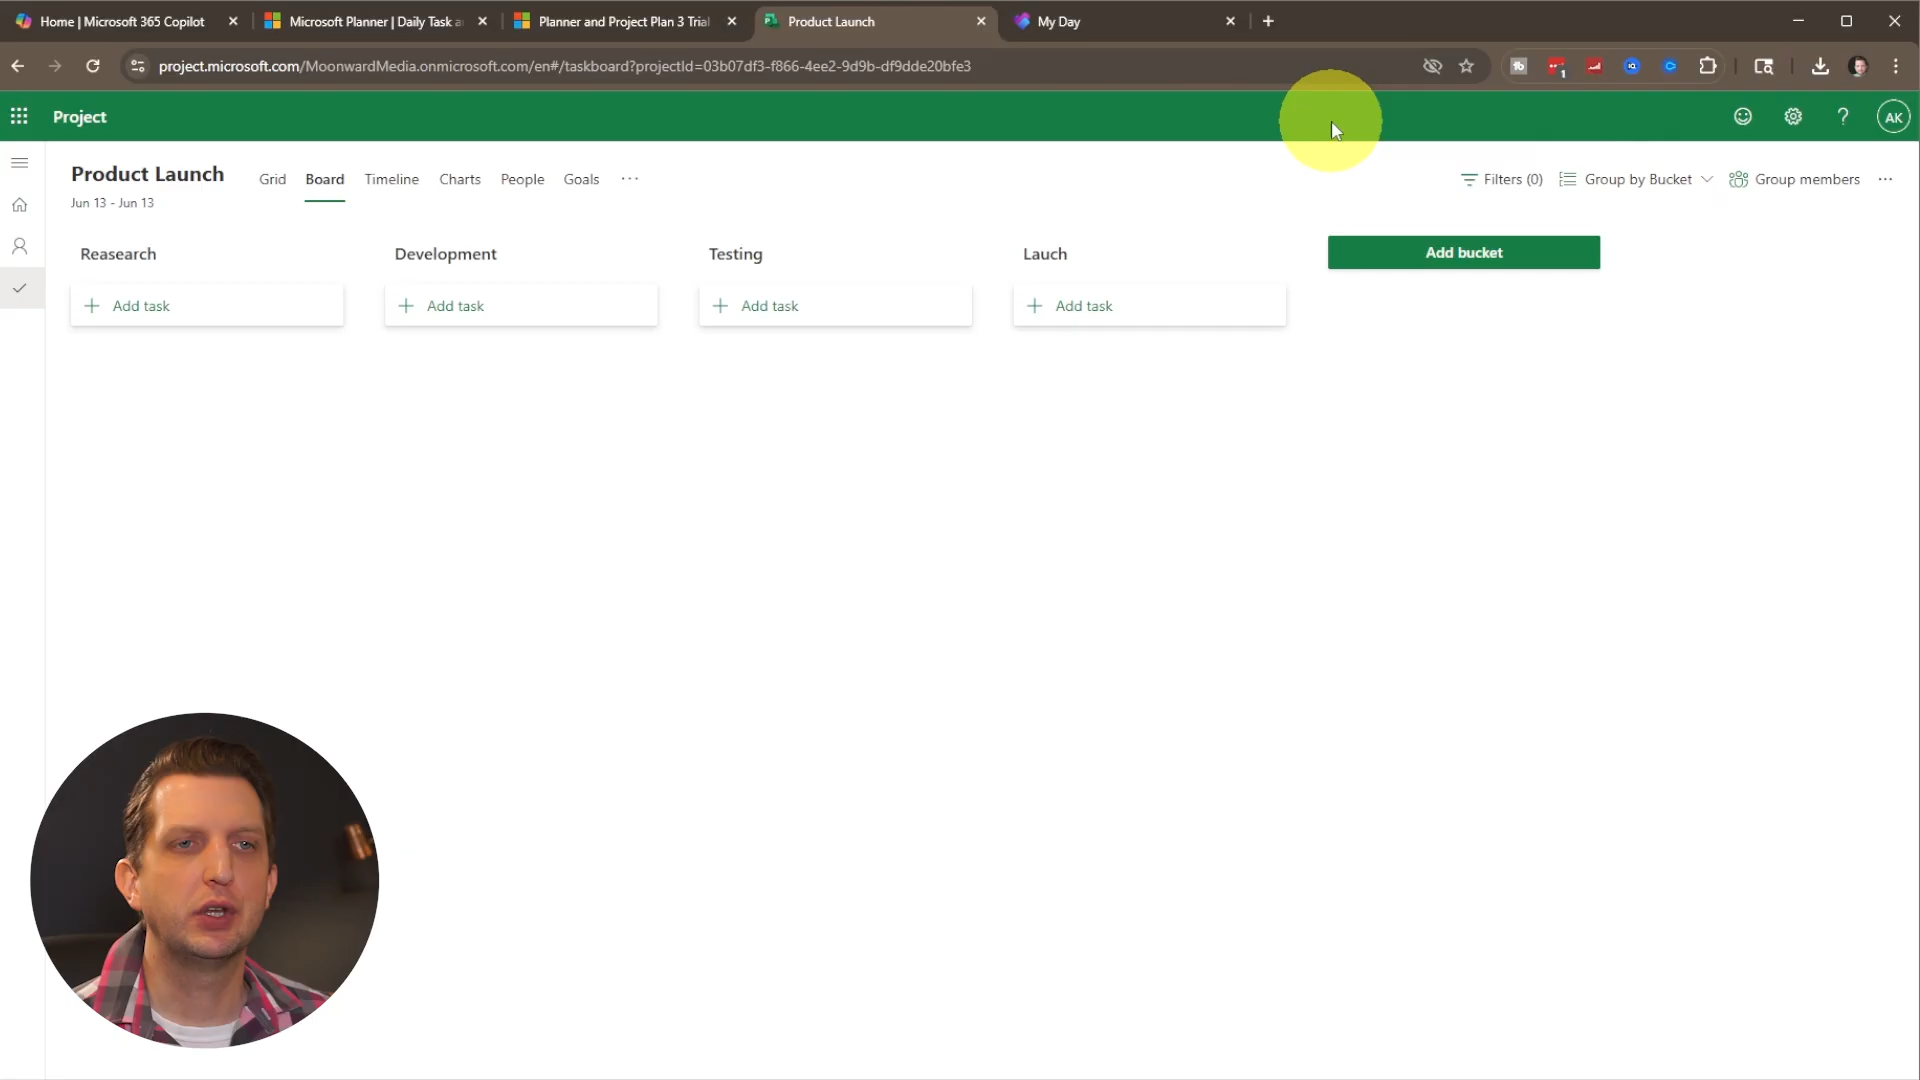 Home | Microsoft 365 Copilot
Microsoft Planner | Daily Task a
Planner and Project Plan 3 Trial
Product Launch
My Day
project.microsoft.com/MoonwardMedia.onmicrosoft.com/en#/taskboard?projectId=03b07df3-f866-4ee2-9d9b-df9dde20bfe3
1
Project
AK
Product Launch
Grid
Board
Timeline
Charts
People
Goals
Filters (0)
Group by Bucket
Group members
Jun 13 - Jun 13
Reasearch
Development
Testing
Lauch
Add bucket
Add task
Add task
Add task
Add task